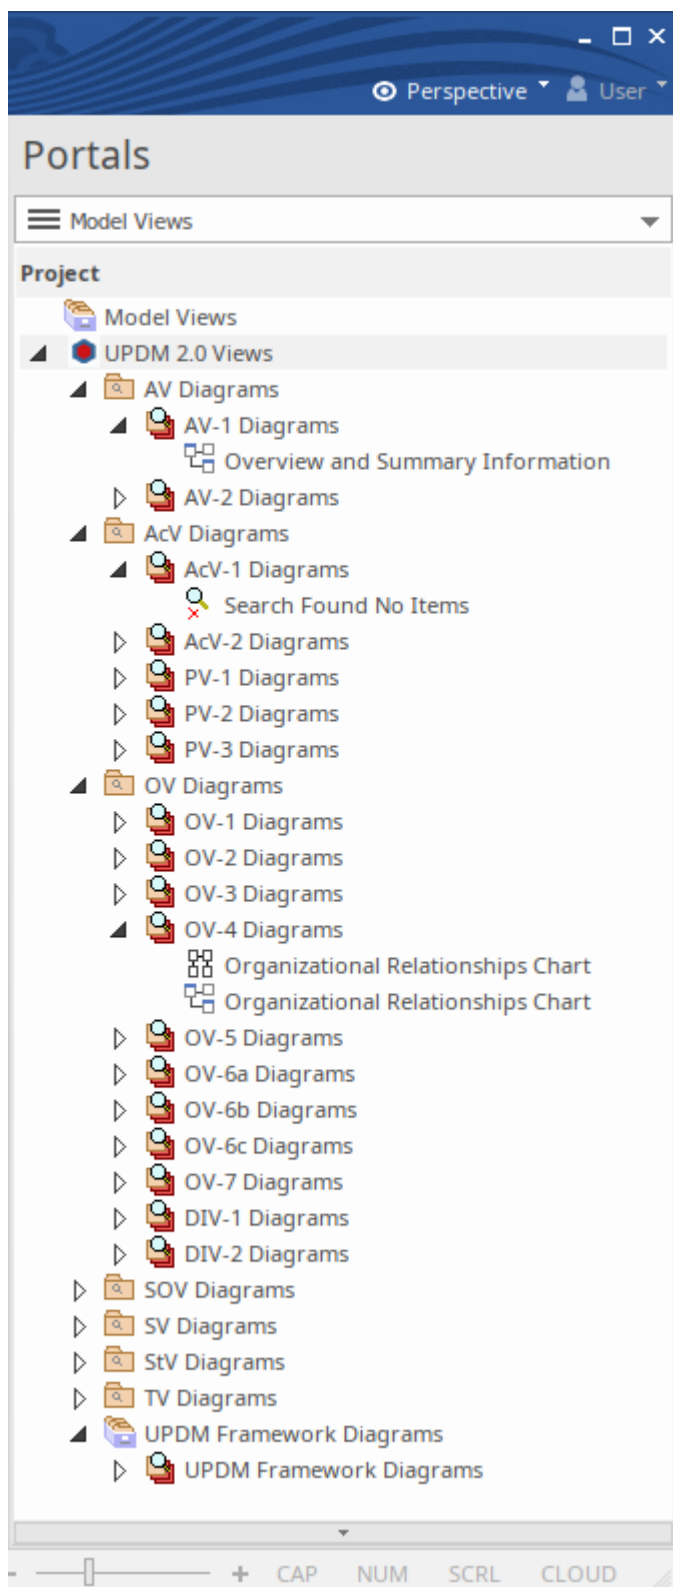 Perspective User
Portals
Model Views
Project
Model Views
UPDM 2.0 Views
AV Diagrams
AV-1 Diagrams
Overview and Summary Information
AV-2 Diagrams
AcV Diagrams
AcV-1 Diagrams
Search Found No Items
AcV-2 Diagrams
PV-1 Diagrams
PV-2 Diagrams
PV-3 Diagrams
OV Diagrams
OV-1 Diagrams
OV-2 Diagrams
OV-3 Diagrams
OV-4 Diagrams
Organizational Relationships Chart
Organizational Relationships Chart
OV-5 Diagrams
OV-6a Diagrams
OV-6b Diagrams
OV-6c Diagrams
OV-7 Diagrams
DIV-1 Diagrams
DIV-2 Diagrams
SOV Diagrams
SV Diagrams
StV Diagrams
TV Diagrams
UPDM Framework Diagrams
UPDM Framework Diagrams
CAP NUM SCRL CLOUD